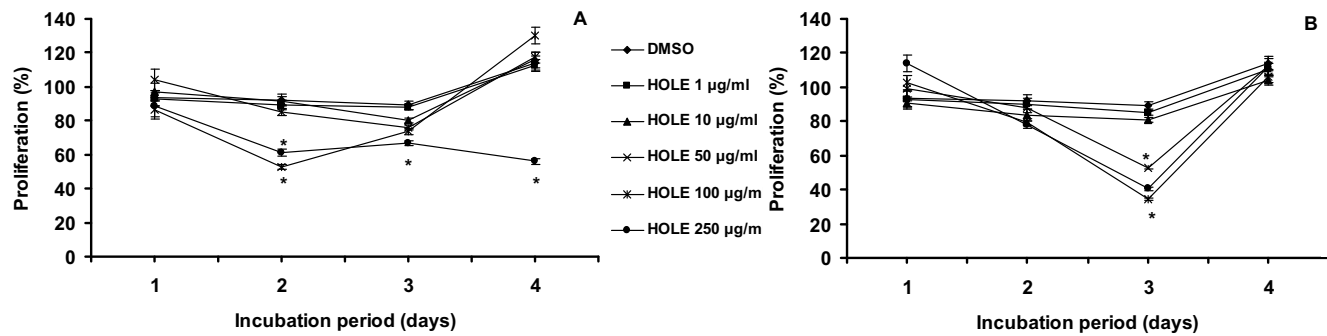 A
Proliferation (%)
140
120
100
80
60
40
20
0
*
*
*
*
1 2 3 4
Incubation period (days)
DMSO
HOLE 1 µg/ml
HOLE 10 µg/ml
HOLE 50 µg/ml
HOLE 100 µg/m
HOLE 250 µg/m
B
Proliferation (%)
140
120
100
80
60
40
20
0
*
*
1 2 3 4
Incubation period (days)